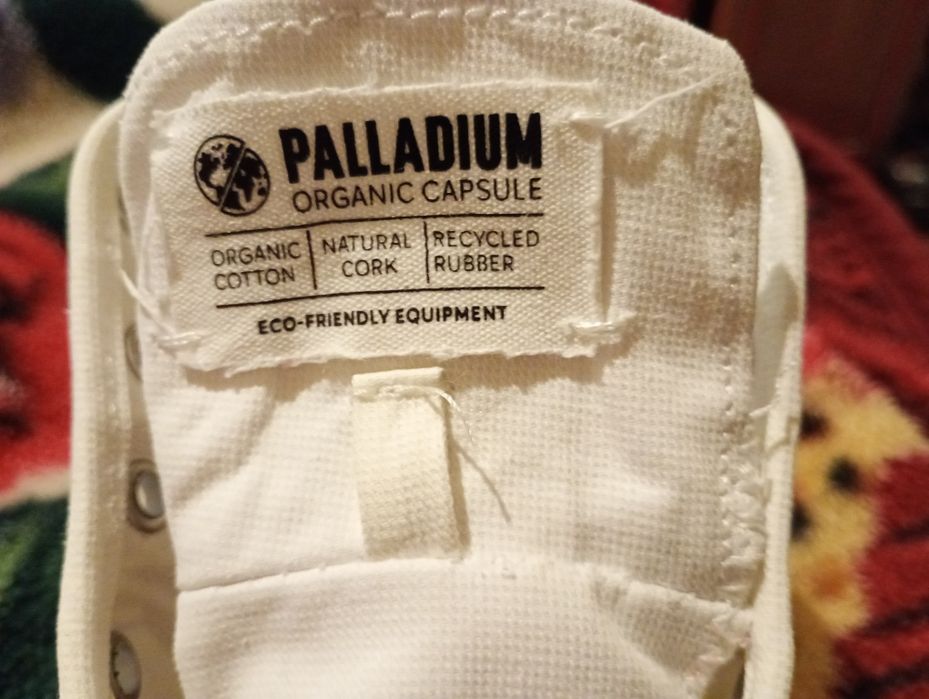 PALLADIUM
ORGANIC CAPSULE
ORGANIC COTTON
NATURAL CORK
RECYCLED RUBBER
ECO-FRIENDLY EQUIPMENT